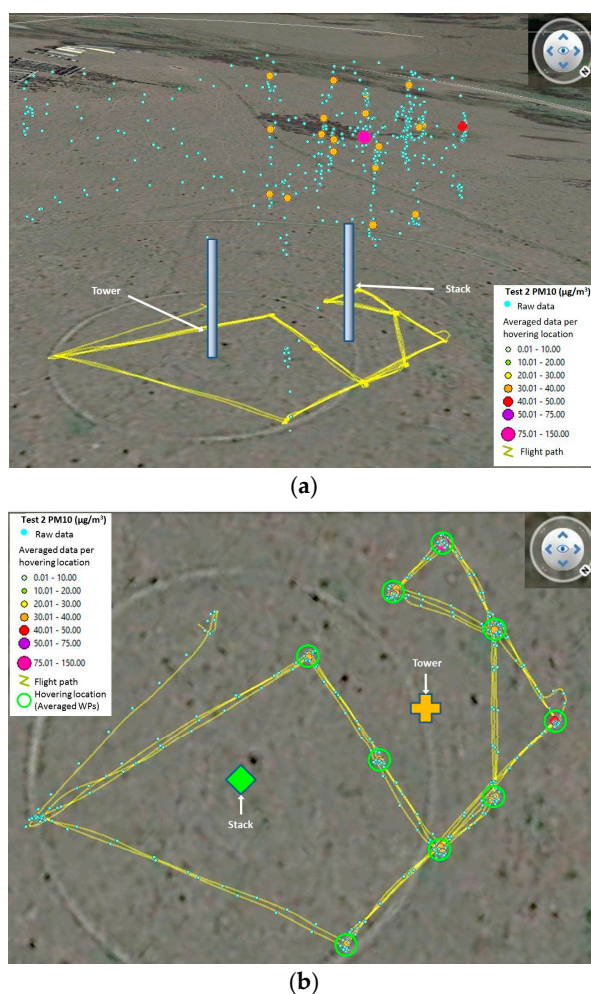 Tower
Stack
Test 2 PM10 (µg/m³)
Raw data
Averaged data per
hovering location
0.01 - 10.00
10.01 - 20.00
20.01 - 30.00
30.01 - 40.00
40.01 - 50.00
50.01 - 75.00
75.01 - 150.00
Flight path
(a)
Test 2 PM10 (µg/m³)
Raw data
Averaged data per
hovering location
0.01 - 10.00
10.01 - 20.00
20.01 - 30.00
30.01 - 40.00
40.01 - 50.00
50.01 - 75.00
75.01 - 150.00
Flight path
Hovering location
(Averaged WPs)
Tower
Stack
(b)